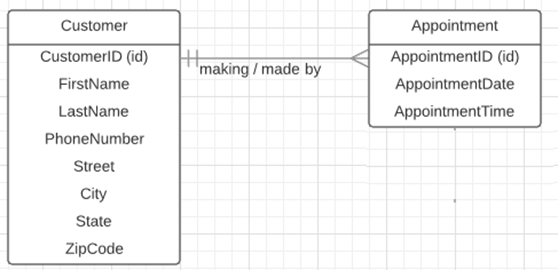 Customer
CustomerID (id)
FirstName
LastName
PhoneNumber
Street
City
State
ZipCode
making / made by
Appointment
AppointmentID (id)
AppointmentDate
AppointmentTime